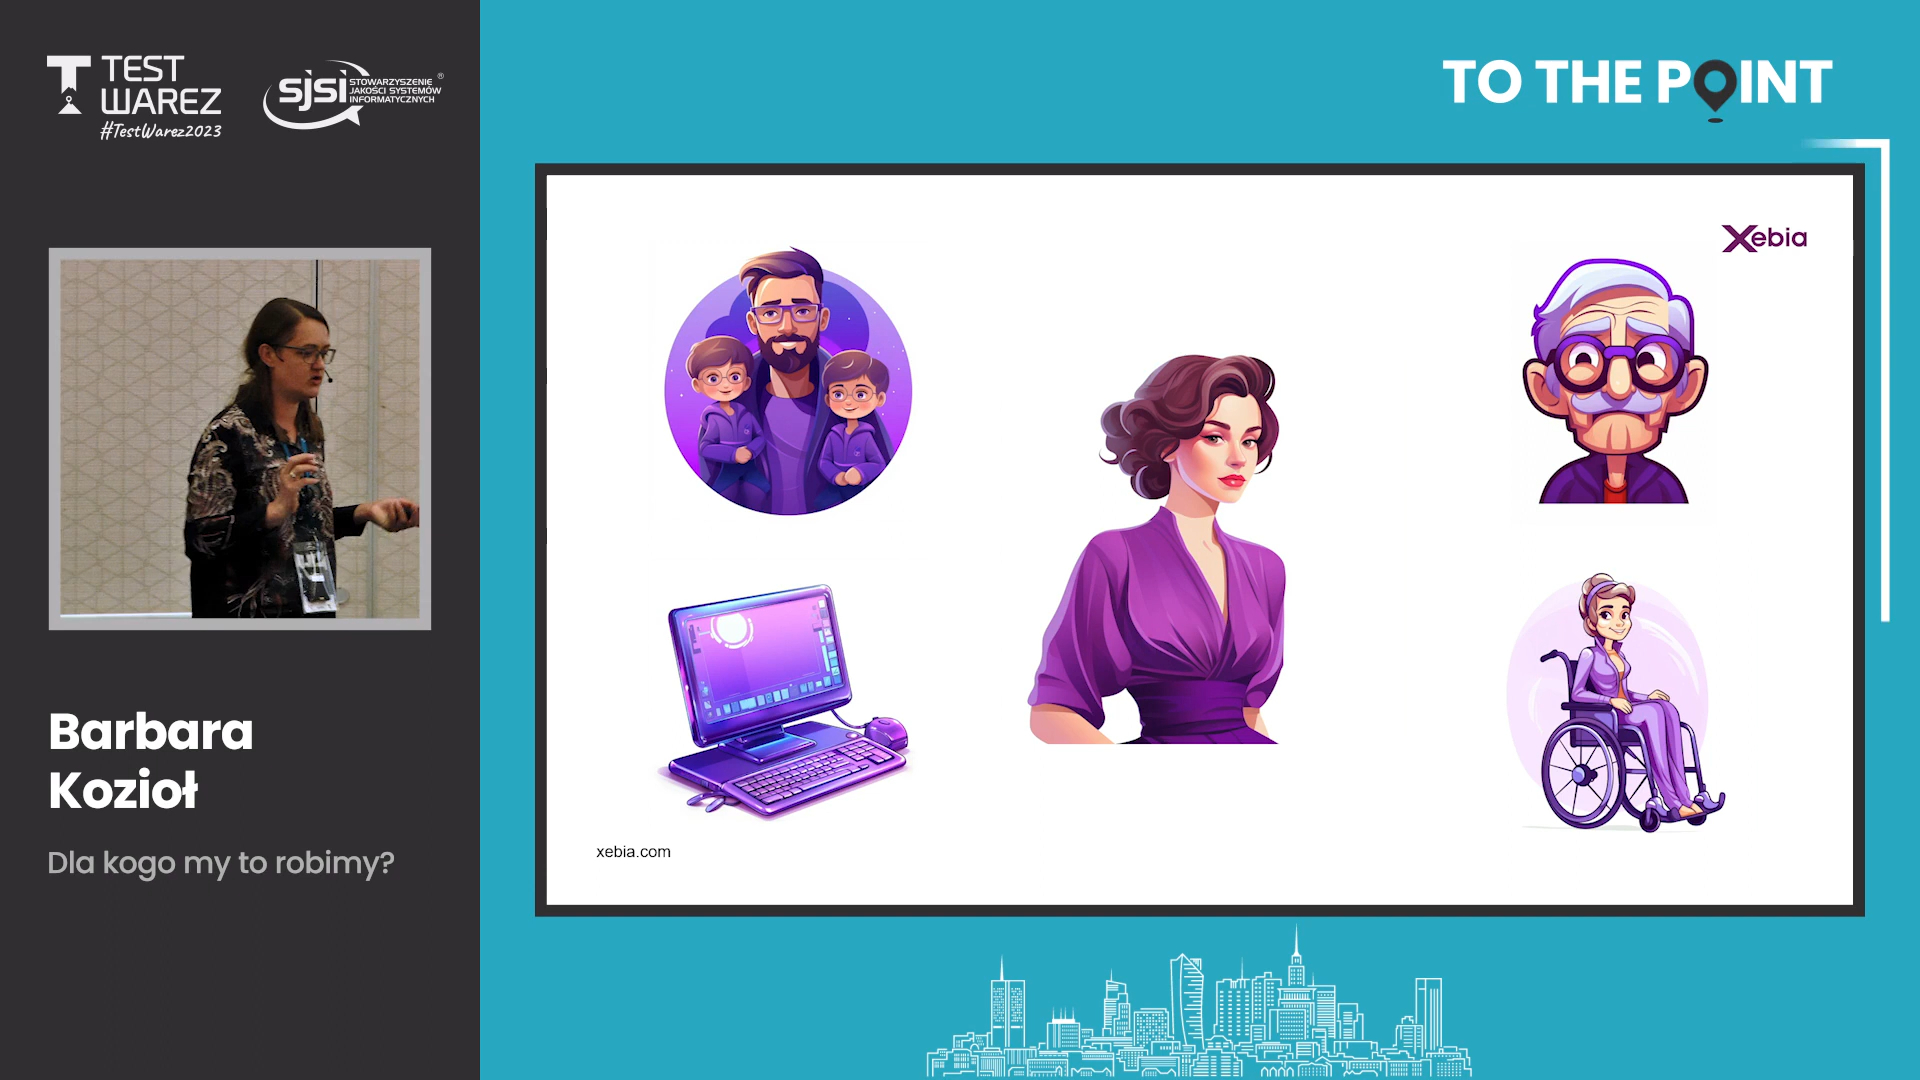 TEST
WAREZ
#TestWarez2023
sjsi
STOWARZYSZENIE
JAKOŚCI SYSTEMÓW
INFORMATYCZNYCH
®
TO THE POINT
Xebia
Barbara
Kozioł
Dla kogo my to robimy?
xebia.com